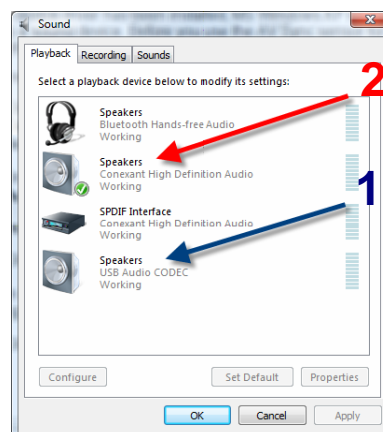 Sound
Playback
Recording
Sounds
Select a playback device below to modify its settings:
2
Speakers
Bluetooth Hands-free Audio
Working
Speakers
Conexant High Definition Audio
Working
1
SPDIF Interface
Conexant High Definition Audio
Working
Speakers
USB Audio CODEC
Working
Configure
Set Default
Properties
OK
Cancel
Apply